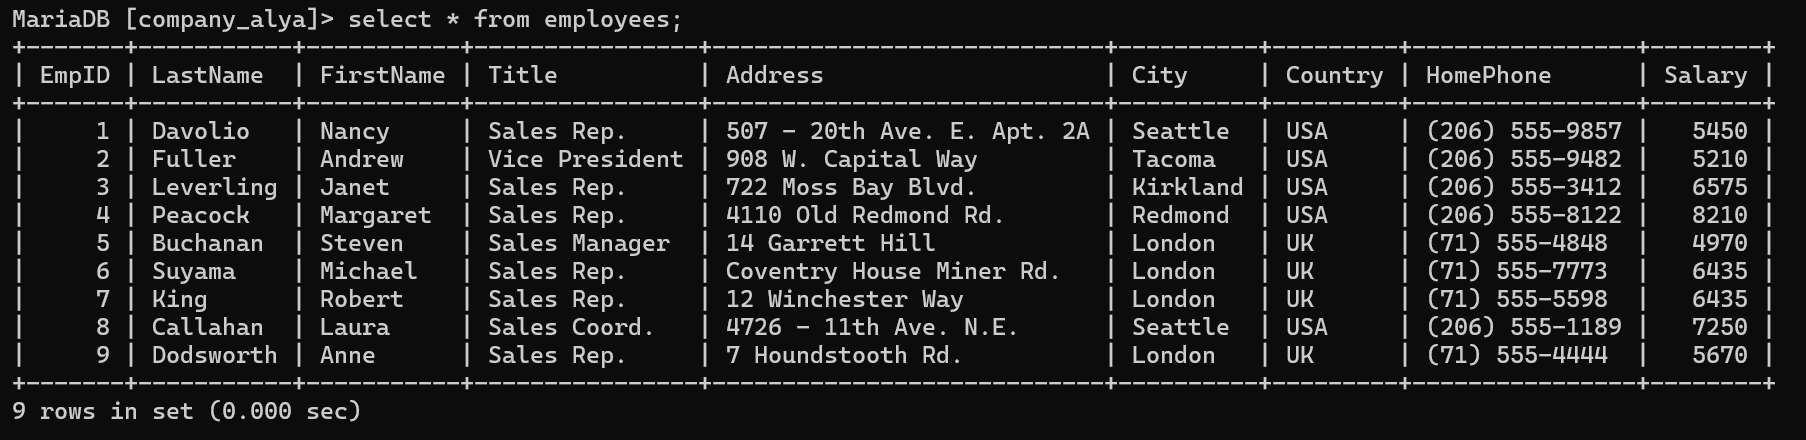 MariaDB [company_alya]> select * from employees;
+-------+-----------+-----------+----------------+----------------------------+----------+---------+----------------+--------+
| EmpID | LastName  | FirstName | Title          | Address                    | City     | Country | HomePhone      | Salary |
+-------+-----------+-----------+----------------+----------------------------+----------+---------+----------------+--------+
|     1 | Davolio   | Nancy     | Sales Rep.     | 507 - 20th Ave. E. Apt. 2A | Seattle  | USA     | (206) 555-9857 |   5450 |
|     2 | Fuller    | Andrew    | Vice President | 908 W. Capital Way         | Tacoma   | USA     | (206) 555-9482 |   5210 |
|     3 | Leverling | Janet     | Sales Rep.     | 722 Moss Bay Blvd.         | Kirkland | USA     | (206) 555-3412 |   6575 |
|     4 | Peacock   | Margaret  | Sales Rep.     | 4110 Old Redmond Rd.       | Redmond  | USA     | (206) 555-8122 |   8210 |
|     5 | Buchanan  | Steven    | Sales Manager  | 14 Garrett Hill            | London   | UK      | (71) 555-4848  |   4970 |
|     6 | Suyama    | Michael   | Sales Rep.     | Coventry House Miner Rd.   | London   | UK      | (71) 555-7773  |   6435 |
|     7 | King      | Robert    | Sales Rep.     | 12 Winchester Way          | London   | UK      | (71) 555-5598  |   6435 |
|     8 | Callahan  | Laura     | Sales Coord.   | 4726 - 11th Ave. N.E.      | Seattle  | USA     | (206) 555-1189 |   7250 |
|     9 | Dodsworth | Anne      | Sales Rep.     | 7 Houndstooth Rd.          | London   | UK      | (71) 555-4444  |   5670 |
+-------+-----------+-----------+----------------+----------------------------+----------+---------+----------------+--------+
9 rows in set (0.000 sec)